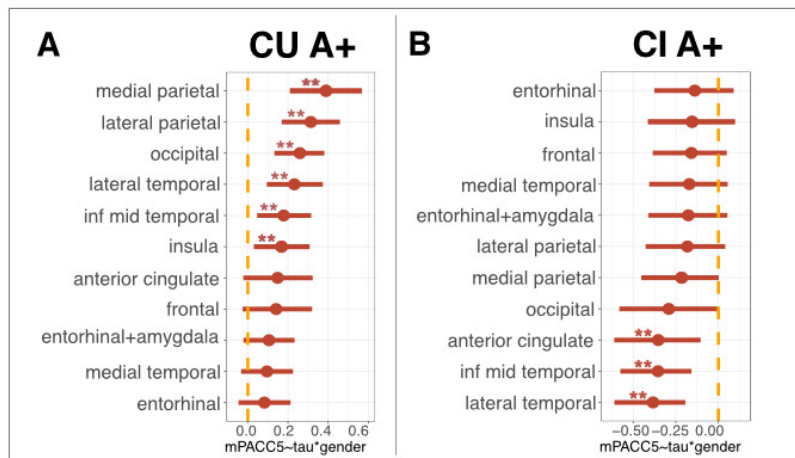 A CU A+
medial parietal **
lateral parietal **
occipital **
lateral temporal **
inf mid temporal **
insula **
anterior cingulate
frontal
entorhinal+amygdala
medial temporal
entorhinal
0.0 0.2 0.4 0.6
mPACC5~tau*gender
B CI A+
entorhinal
insula
frontal
medial temporal
entorhinal+amygdala
lateral parietal
medial parietal
occipital
anterior cingulate **
inf mid temporal **
lateral temporal **
−0.50 −0.25 0.00
mPACC5~tau*gender